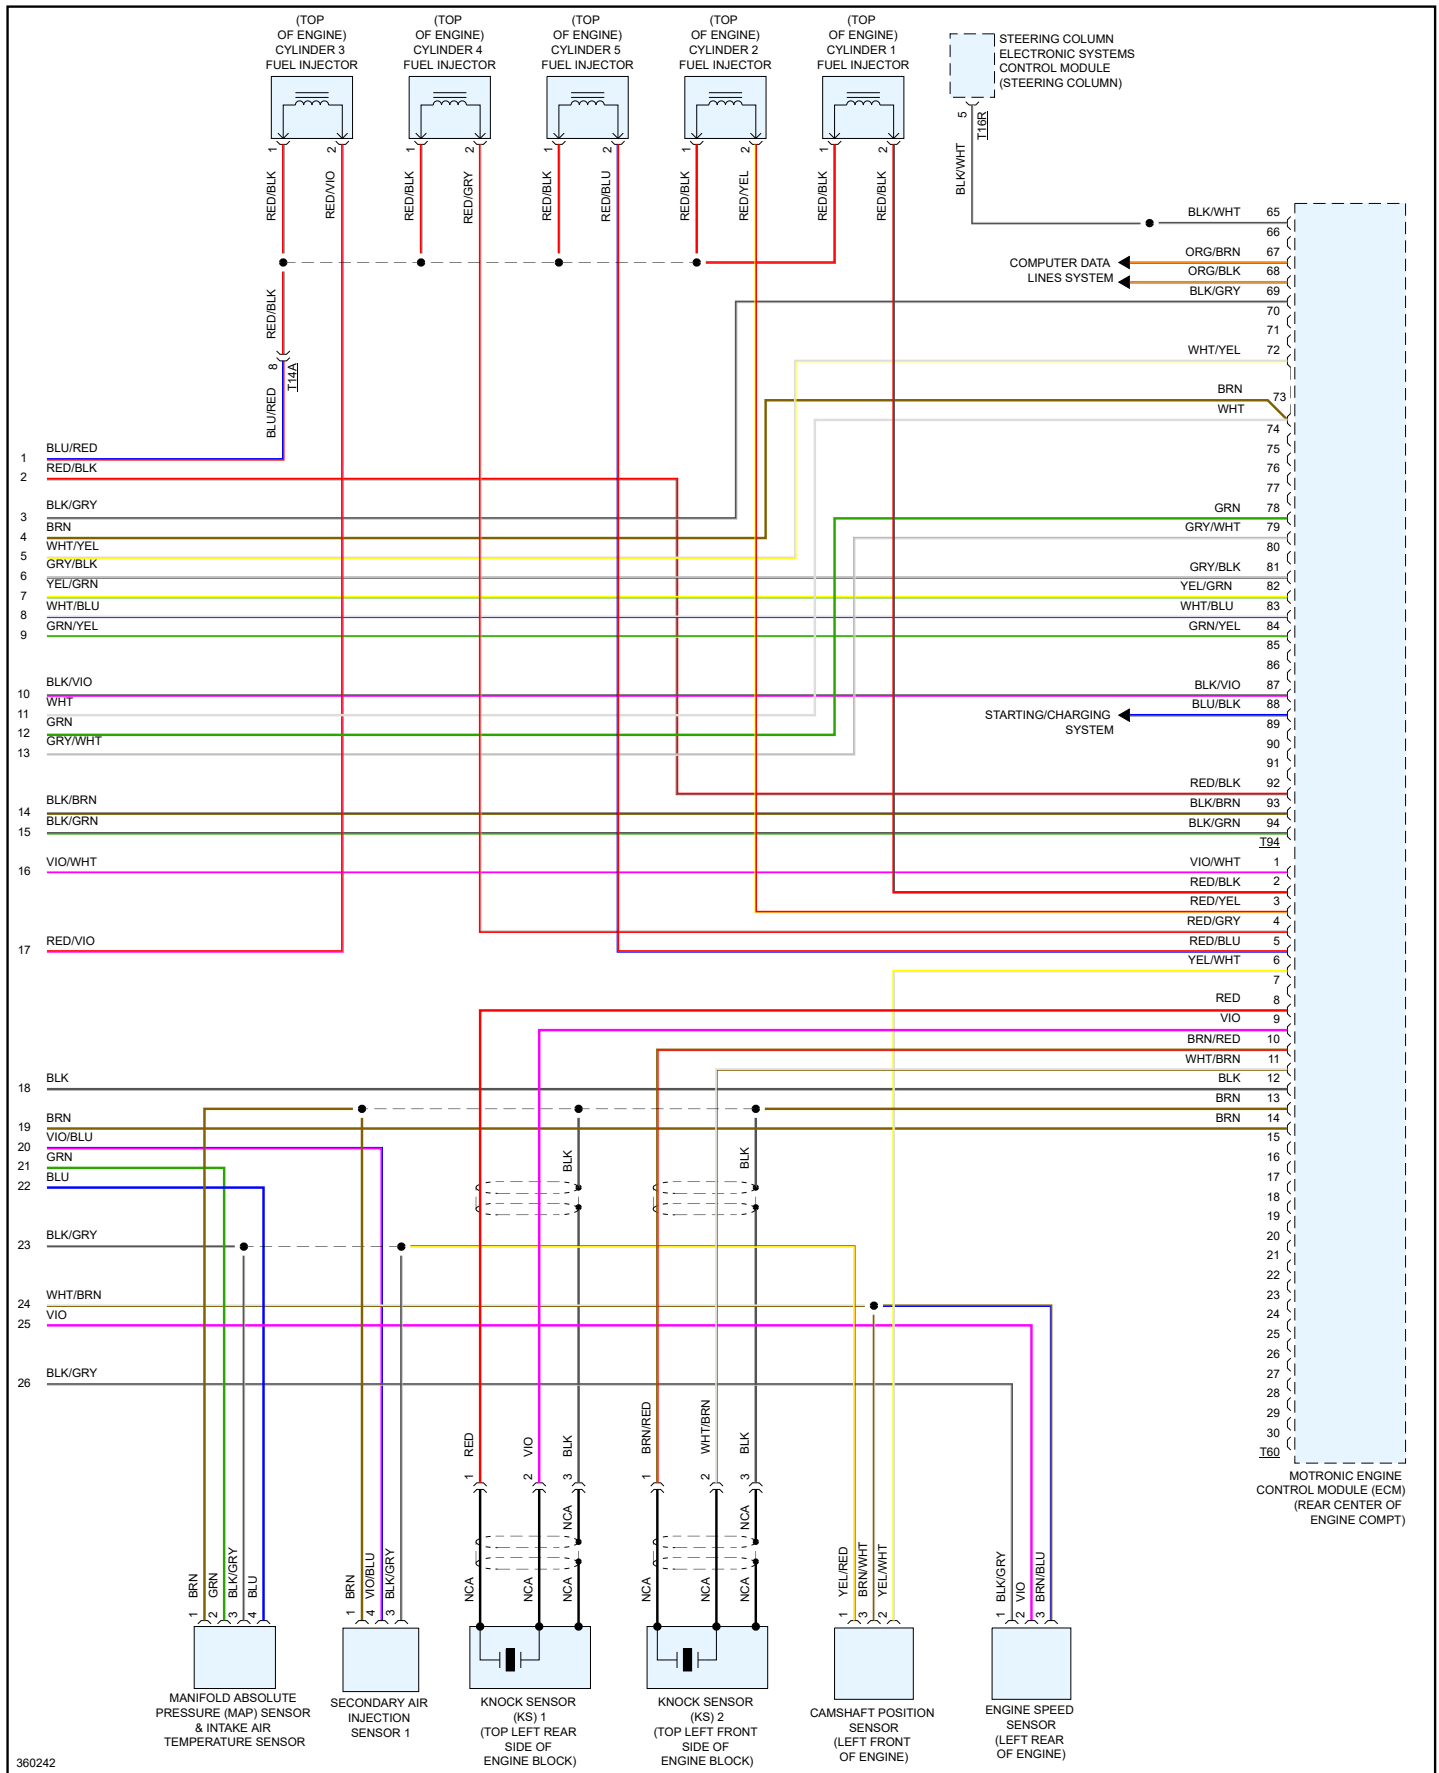 (TOP
OF ENGINE)
CYLINDER 3
FUEL INJECTOR
(TOP
OF ENGINE)
CYLINDER 4
FUEL INJECTOR
(TOP
OF ENGINE)
CYLINDER 5
FUEL INJECTOR
(TOP
OF ENGINE)
CYLINDER 2
FUEL INJECTOR
(TOP
OF ENGINE)
CYLINDER 1
FUEL INJECTOR
STEERING COLUMN
ELECTRONIC SYSTEMS
CONTROL MODULE
(STEERING COLUMN)
5
T16R
BLK/WHT
1
2
1
2
1
2
1
2
1
2
RED/BLK
RED/VIO
RED/BLK
RED/GRY
RED/BLK
RED/BLU
RED/BLK
RED/YEL
RED/BLK
RED/BLK
RED/BLK
8
T14A
BLU/RED
COMPUTER DATA
LINES SYSTEM
STARTING/CHARGING
SYSTEM
1 BLU/RED
2 RED/BLK
3 BLK/GRY
4 BRN
5 WHT/YEL
6 GRY/BLK
7 YEL/GRN
8 WHT/BLU
9 GRN/YEL
10 BLK/VIO
11 WHT
12 GRN
13 GRY/WHT
14 BLK/BRN
15 BLK/GRN
16 VIO/WHT
17 RED/VIO
18 BLK
19 BRN
20 VIO/BLU
21 GRN
22 BLU
23 BLK/GRY
24 WHT/BRN
25 VIO
26 BLK/GRY
BLK/WHT 65
66
ORG/BRN 67
ORG/BLK 68
BLK/GRY 69
70
71
WHT/YEL 72
BRN 73
WHT
74
75
76
77
GRN 78
GRY/WHT 79
80
GRY/BLK 81
YEL/GRN 82
WHT/BLU 83
GRN/YEL 84
85
86
BLK/VIO 87
BLU/BLK 88
89
90
91
RED/BLK 92
BLK/BRN 93
BLK/GRN 94
T94
VIO/WHT 1
RED/BLK 2
RED/YEL 3
RED/GRY 4
RED/BLU 5
YEL/WHT 6
7
RED 8
VIO 9
BRN/RED 10
WHT/BRN 11
BLK 12
BRN 13
BRN 14
15
16
17
18
19
20
21
22
23
24
25
26
27
28
29
30
T60
MOTRONIC ENGINE
CONTROL MODULE (ECM)
(REAR CENTER OF
ENGINE COMPT)
BLK
BLK
RED
VIO
BLK
BRN/RED
WHT/BRN
BLK
1
2
3
1
2
3
NCA
NCA
NCA
NCA
NCA
NCA
NCA
NCA
1 BRN
2 GRN
3 BLK/GRY
4 BLU
1 BRN
4 VIO/BLU
3 BLK/GRY
1 YEL/RED
3 BRN/WHT
2 YEL/WHT
1 BLK/GRY
2 VIO
3 BRN/BLU
MANIFOLD ABSOLUTE
PRESSURE (MAP) SENSOR
& INTAKE AIR
TEMPERATURE SENSOR
SECONDARY AIR
INJECTION
SENSOR 1
KNOCK SENSOR
(KS) 1
(TOP LEFT REAR
SIDE OF
ENGINE BLOCK)
KNOCK SENSOR
(KS) 2
(TOP LEFT FRONT
SIDE OF
ENGINE BLOCK)
CAMSHAFT POSITION
SENSOR
(LEFT FRONT
OF ENGINE)
ENGINE SPEED
SENSOR
(LEFT REAR
OF ENGINE)
360242